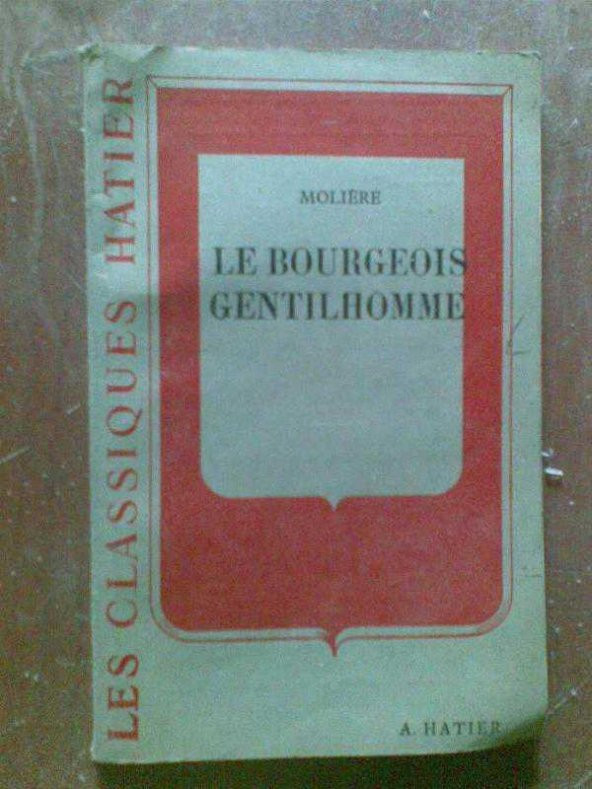 LES CLASSIQUES HATIER
MOLIÈRE
LE BOURGEOIS
GENTILHOMME
A. HATIER